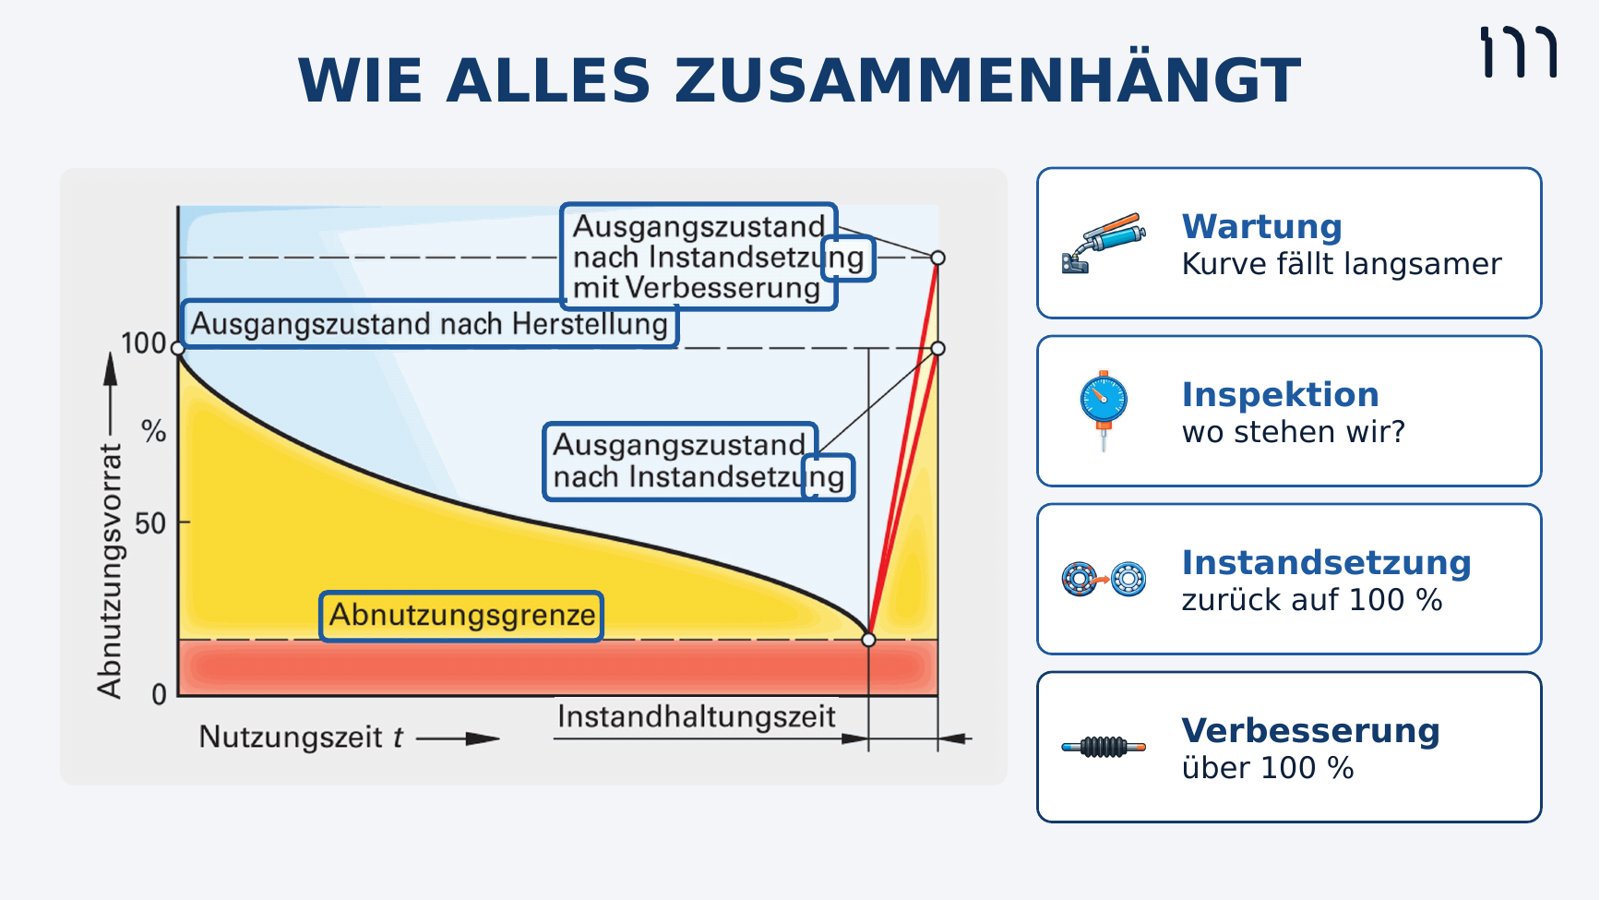 WIE ALLES ZUSAMMENHÄNGT
Ausgangszustand
nach Instandsetzung
mit Verbesserung
Ausgangszustand nach Herstellung
100
%
Ausgangszustand
nach Instandsetzung
50
Abnutzungsvorrat
Abnutzungsgrenze
0
Instandhaltungszeit
Nutzungszeit t
Wartung
Kurve fällt langsamer
Inspektion
wo stehen wir?
Instandsetzung
zurück auf 100 %
Verbesserung
über 100 %